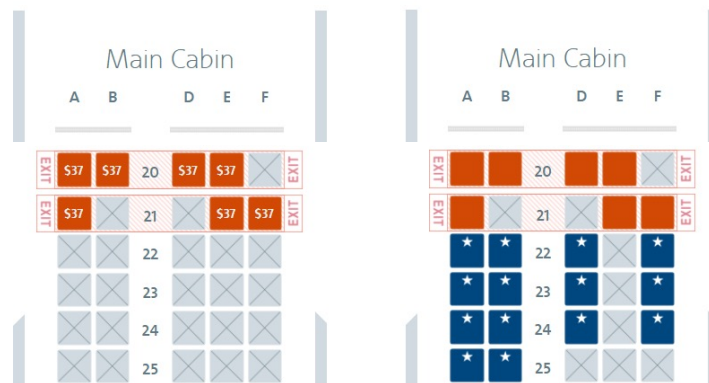 Main Cabin
A B D E F
EXIT $37 $37 20 $37 $37 EXIT
EXIT $37 21 $37 $37 EXIT
22
23
24
25
Main Cabin
A B D E F
EXIT 20 EXIT
EXIT 21 EXIT
22
23
24
25